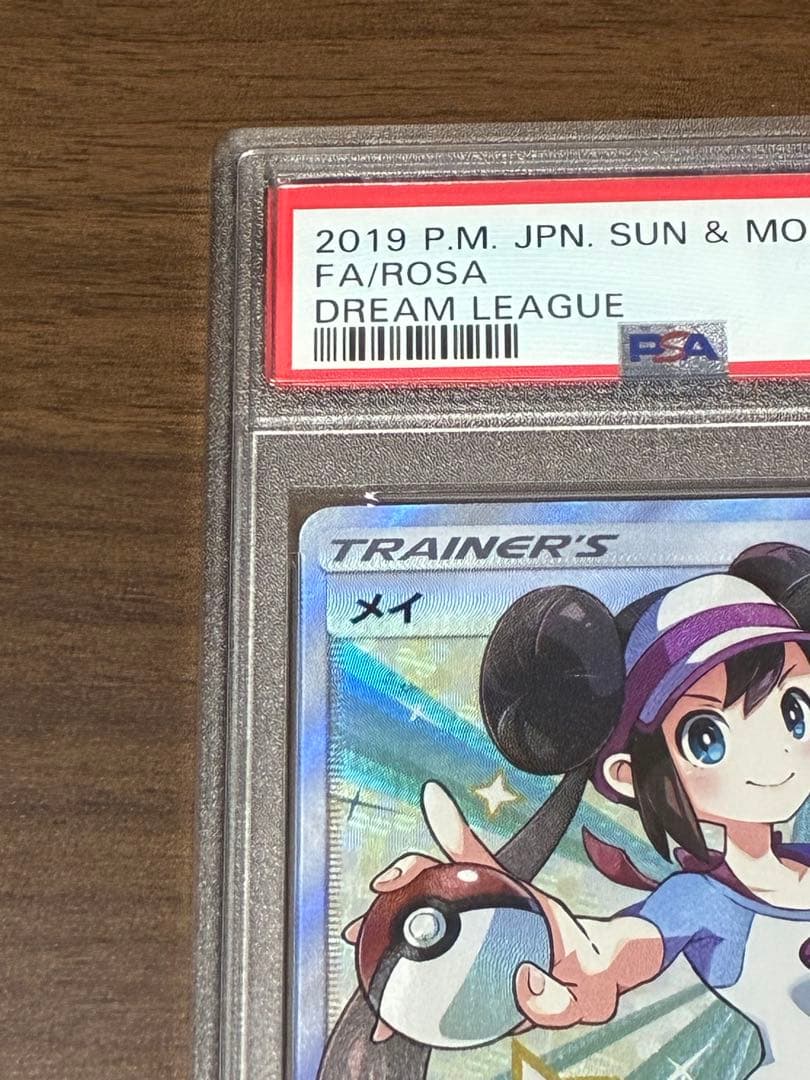 2019 P.M. JPN. SUN & MO
FA/ROSA
DREAM LEAGUE
PSA
TRAINER'S
メイ